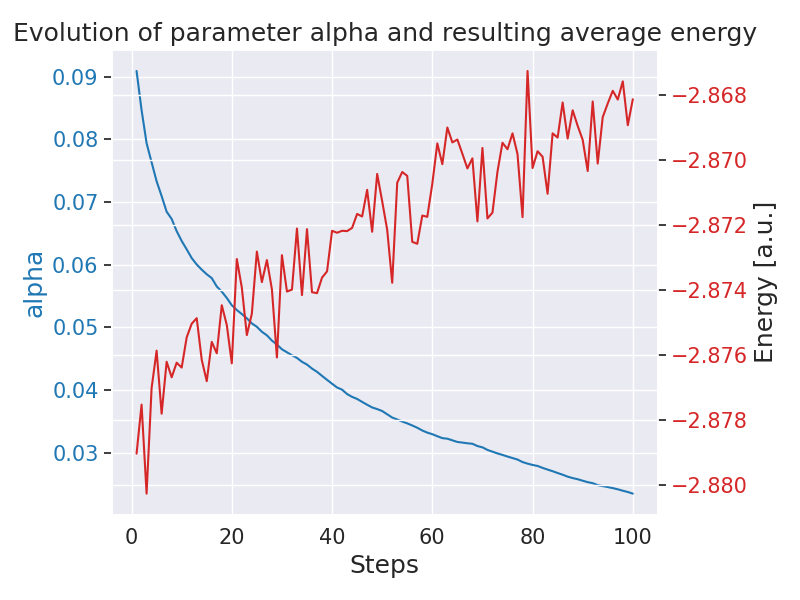 Evolution of parameter alpha and resulting average energy
0.09
0.08
0.07
0.06
0.05
0.04
0.03
alpha
−2.868
−2.870
−2.872
−2.874
−2.876
−2.878
−2.880
Energy [a.u.]
0 20 40 60 80 100
Steps